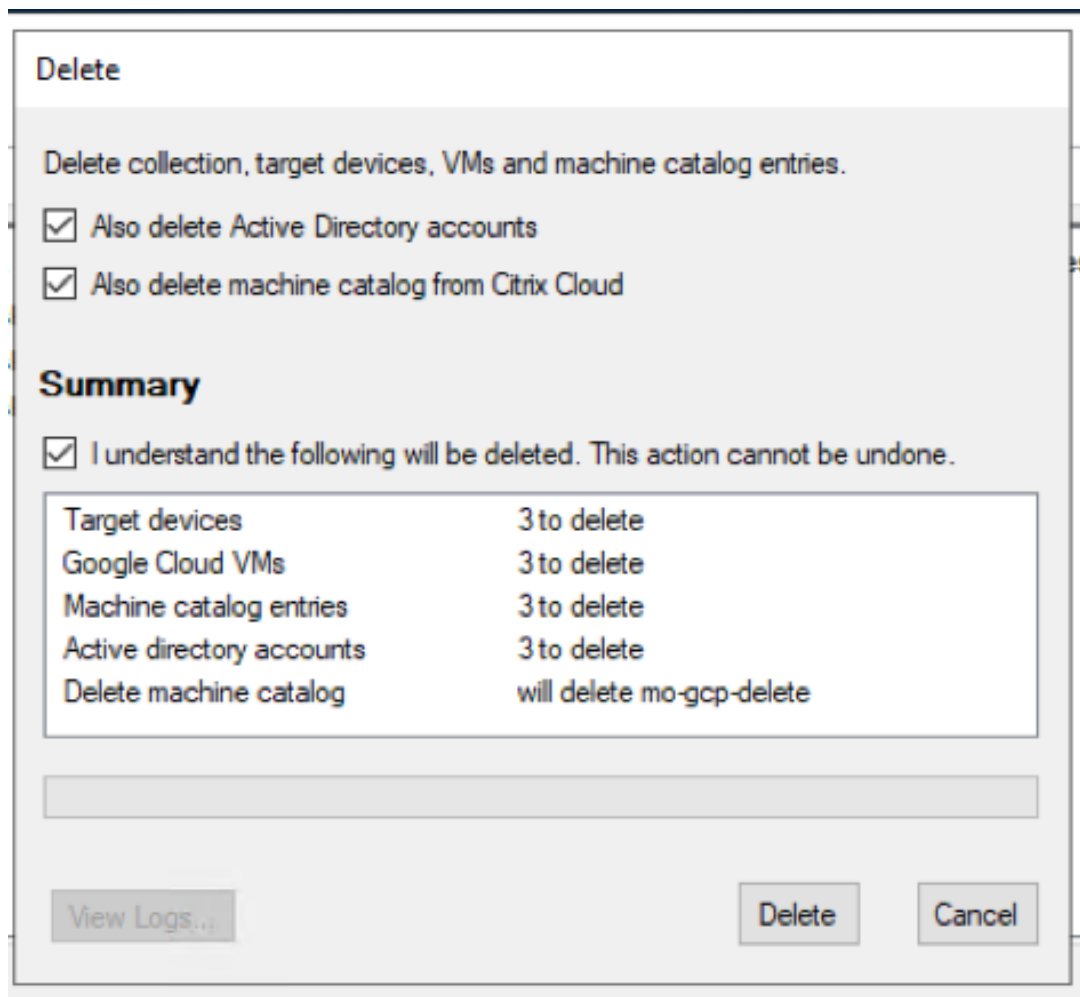 Delete
Delete collection, target devices, VMs and machine catalog entries.
Also delete Active Directory accounts
Also delete machine catalog from Citrix Cloud
Summary
I understand the following will be deleted. This action cannot be undone.
Target devices 3 to delete
Google Cloud VMs 3 to delete
Machine catalog entries 3 to delete
Active directory accounts 3 to delete
Delete machine catalog will delete mo-gcp-delete
View Logs...
Delete Cancel